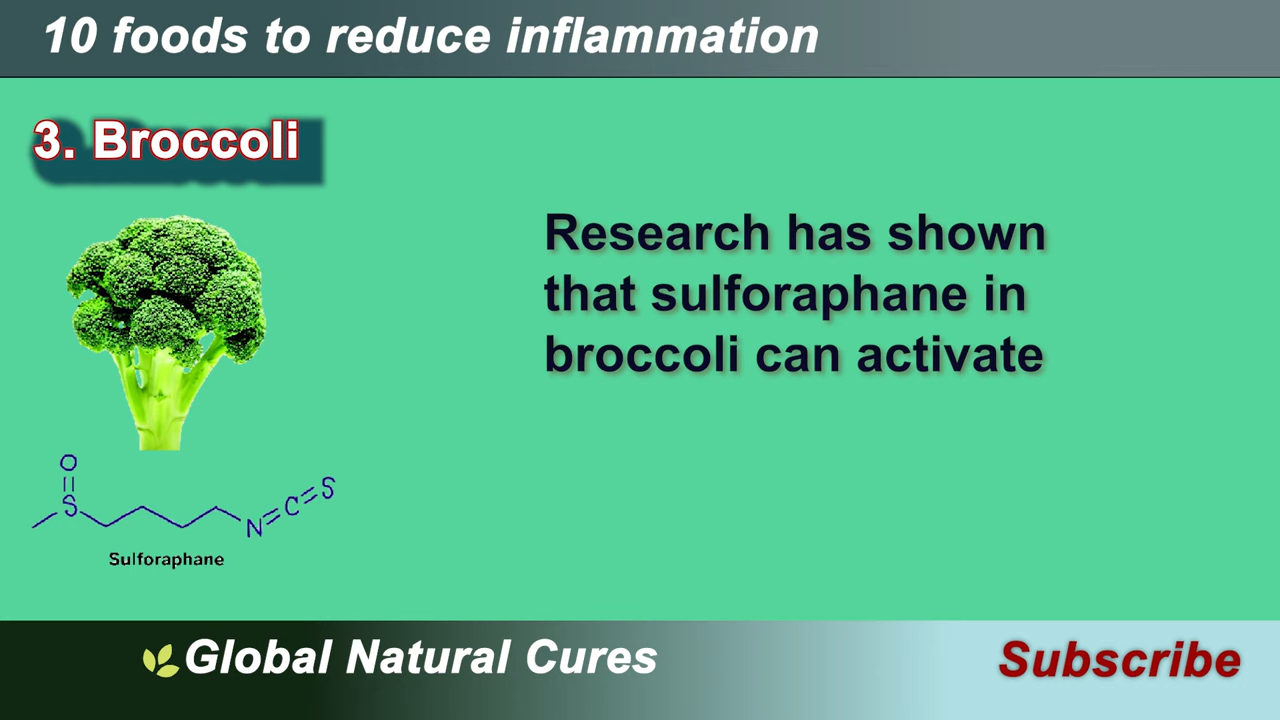 10 foods to reduce inflammation
3. Broccoli
Research has shown
that sulforaphane in
broccoli can activate
O
S
N
C
S
Sulforaphane
Global Natural Cures
Subscribe